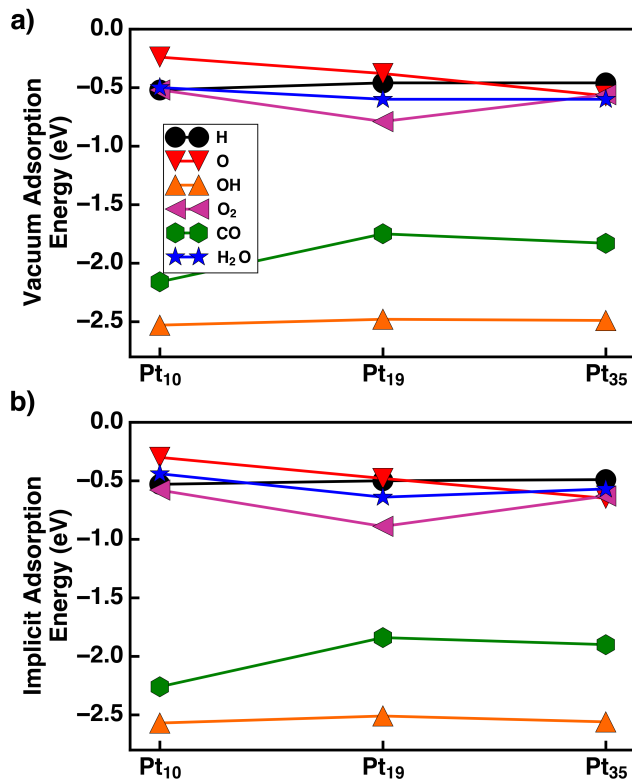 a)
0.0
−0.5
−1.0
−1.5
−2.0
−2.5
Vacuum Adsorption
Energy (eV)
H
O
OH
O₂
CO
H₂O
Pt₁₀ Pt₁₉ Pt₃₅
b)
0.0
−0.5
−1.0
−1.5
−2.0
−2.5
Implicit Adsorption
Energy (eV)
Pt₁₀ Pt₁₉ Pt₃₅